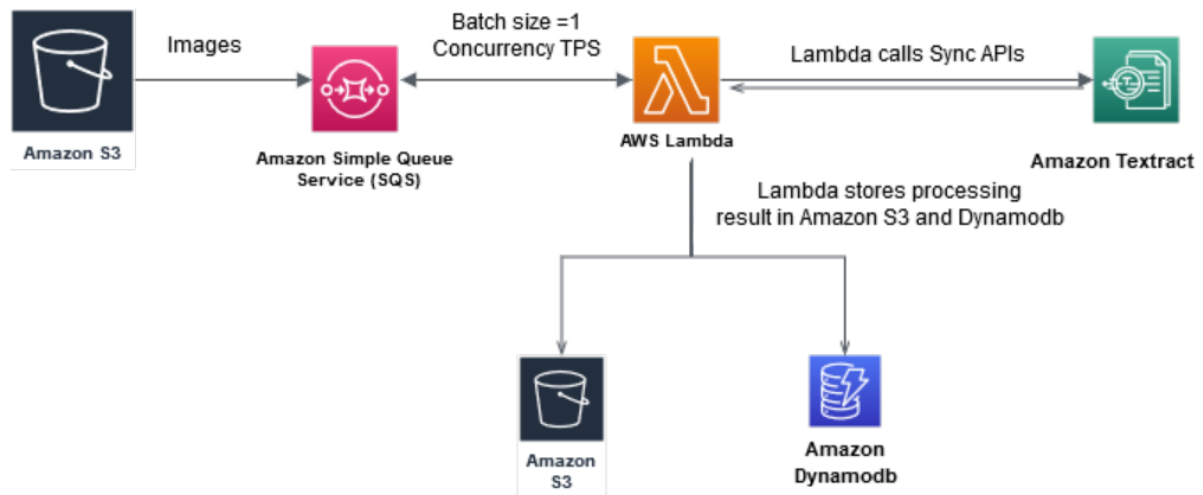 Images
Batch size =1
Concurrency TPS
Lambda calls Sync APIs
Amazon S3
Amazon Simple Queue
Service (SQS)
AWS Lambda
Amazon Textract
Lambda stores processing
result in Amazon S3 and Dynamodb
Amazon
S3
Amazon
Dynamodb